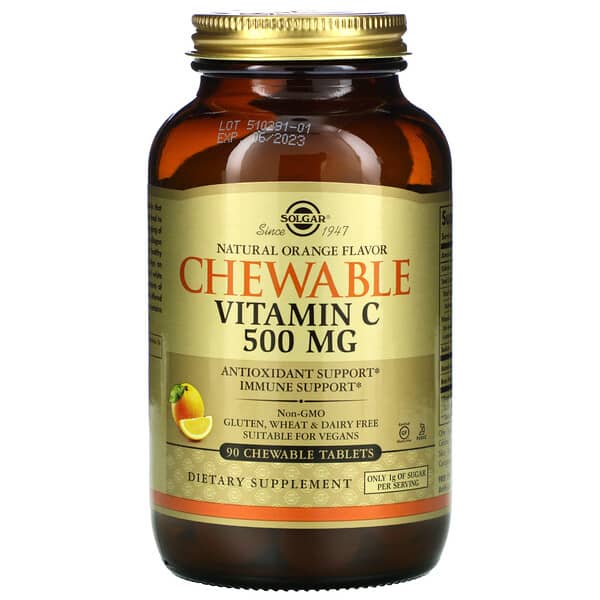 LOT 510291-01
EXP. 06/2023
SOLGAR®
Since 1947
NATURAL ORANGE FLAVOR
CHEWABLE
VITAMIN C
500 MG
ANTIOXIDANT SUPPORT*
IMMUNE SUPPORT*
Non-GMO
GLUTEN, WHEAT & DAIRY FREE
SUITABLE FOR VEGANS
90 CHEWABLE TABLETS
DIETARY SUPPLEMENT
ONLY 1g OF SUGAR
PER SERVING
GF